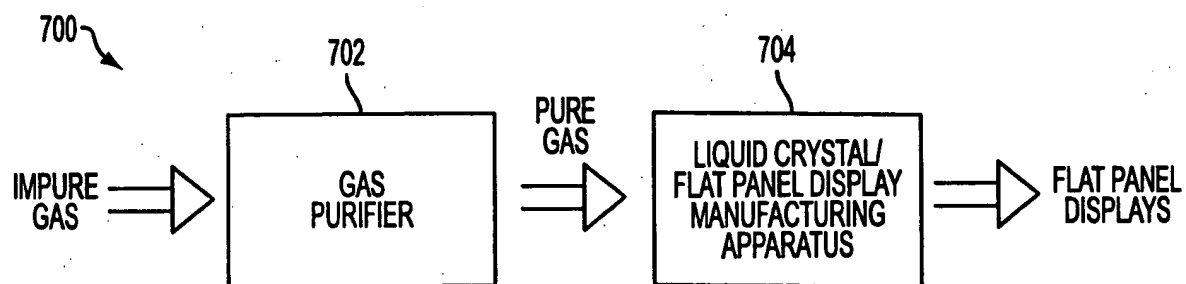 700
702
704
IMPURE
GAS
GAS
PURIFIER
PURE
GAS
LIQUID CRYSTAL/
FLAT PANEL DISPLAY
MANUFACTURING
APPARATUS
FLAT PANEL
DISPLAYS